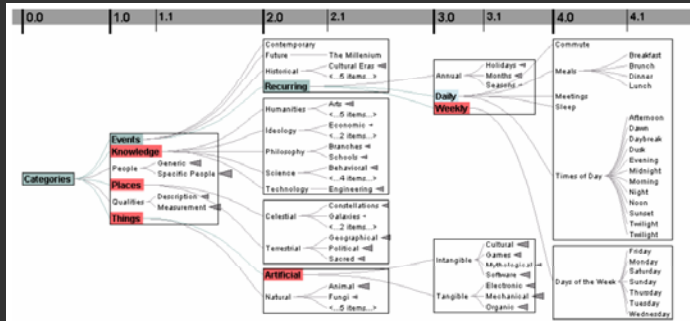 0.0 1.0 1.1 2.0 2.1 3.0 3.1 4.0 4.1
Categories
Events
Knowledge
People
Generic
Specific People
Places
Qualities
Description
Measurement
Things
Contemporary
Future
The Millenium
Historical
Cultural Eras
<...5 items...>
Recurring
Humanities
Arts
<...5 items...>
Ideology
Economic
<...2 items...>
Philosophy
Branches
Schools
Science
Behavioral
<...4 items...>
Technology
Engineering
Celestial
Constellations
Galaxies
<...2 items...>
Terrestrial
Geographical
Political
Sacred
Artificial
Natural
Animal
Fungi
<...5 items...>
Annual
Holidays
Months
Seasons
Daily
Weekly
Intangible
Cultural
Games
Mythological
Software
Tangible
Electronic
Mechanical
Organic
Commute
Meals
Breakfast
Brunch
Dinner
Lunch
Meetings
Sleep
Times of Day
Afternoon
Dawn
Daybreak
Dusk
Evening
Midnight
Morning
Night
Noon
Sunset
Twilight
Twilight
Days of the Week
Friday
Monday
Saturday
Sunday
Thursday
Tuesday
Wednesday